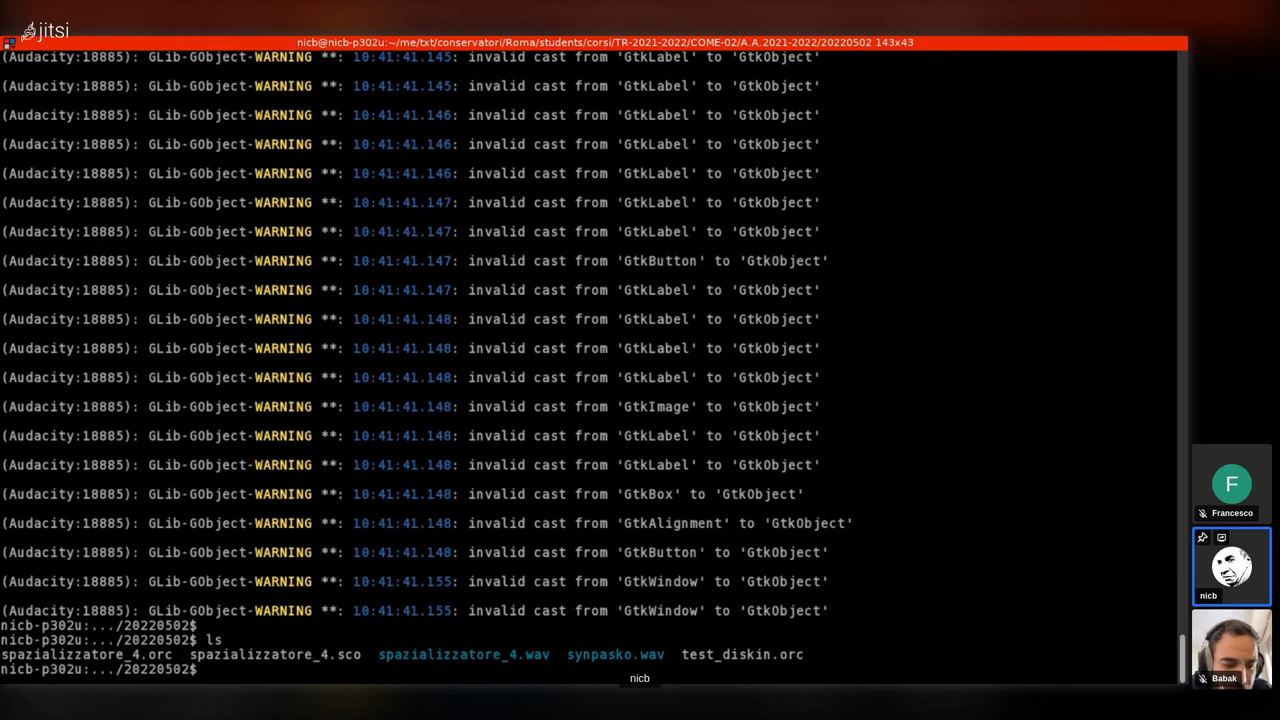 jitsi
nicb@nicb-p302u:~/me/txt/conservatori/Roma/students/corsi/TR-2021-2022/COME-02/A.A.2021-2022/20220502 143x43
(Audacity:18885): GLib-GObject-WARNING **: 10:41:41.145: invalid cast from 'GtkLabel' to 'GtkObject'
(Audacity:18885): GLib-GObject-WARNING **: 10:41:41.145: invalid cast from 'GtkLabel' to 'GtkObject'
(Audacity:18885): GLib-GObject-WARNING **: 10:41:41.146: invalid cast from 'GtkLabel' to 'GtkObject'
(Audacity:18885): GLib-GObject-WARNING **: 10:41:41.146: invalid cast from 'GtkLabel' to 'GtkObject'
(Audacity:18885): GLib-GObject-WARNING **: 10:41:41.146: invalid cast from 'GtkLabel' to 'GtkObject'
(Audacity:18885): GLib-GObject-WARNING **: 10:41:41.147: invalid cast from 'GtkLabel' to 'GtkObject'
(Audacity:18885): GLib-GObject-WARNING **: 10:41:41.147: invalid cast from 'GtkLabel' to 'GtkObject'
(Audacity:18885): GLib-GObject-WARNING **: 10:41:41.147: invalid cast from 'GtkButton' to 'GtkObject'
(Audacity:18885): GLib-GObject-WARNING **: 10:41:41.147: invalid cast from 'GtkLabel' to 'GtkObject'
(Audacity:18885): GLib-GObject-WARNING **: 10:41:41.148: invalid cast from 'GtkLabel' to 'GtkObject'
(Audacity:18885): GLib-GObject-WARNING **: 10:41:41.148: invalid cast from 'GtkLabel' to 'GtkObject'
(Audacity:18885): GLib-GObject-WARNING **: 10:41:41.148: invalid cast from 'GtkLabel' to 'GtkObject'
(Audacity:18885): GLib-GObject-WARNING **: 10:41:41.148: invalid cast from 'GtkImage' to 'GtkObject'
(Audacity:18885): GLib-GObject-WARNING **: 10:41:41.148: invalid cast from 'GtkLabel' to 'GtkObject'
(Audacity:18885): GLib-GObject-WARNING **: 10:41:41.148: invalid cast from 'GtkLabel' to 'GtkObject'
(Audacity:18885): GLib-GObject-WARNING **: 10:41:41.148: invalid cast from 'GtkBox' to 'GtkObject'
(Audacity:18885): GLib-GObject-WARNING **: 10:41:41.148: invalid cast from 'GtkAlignment' to 'GtkObject'
(Audacity:18885): GLib-GObject-WARNING **: 10:41:41.148: invalid cast from 'GtkButton' to 'GtkObject'
(Audacity:18885): GLib-GObject-WARNING **: 10:41:41.155: invalid cast from 'GtkWindow' to 'GtkObject'
(Audacity:18885): GLib-GObject-WARNING **: 10:41:41.155: invalid cast from 'GtkWindow' to 'GtkObject'
nicb-p302u:.../20220502$
nicb-p302u:.../20220502$ ls
spazializzatore_4.orc spazializzatore_4.sco spazializzatore_4.wav synpasko.wav test_diskin.orc
nicb-p302u:.../20220502$
nicb
F
Francesco
nicb
Babak